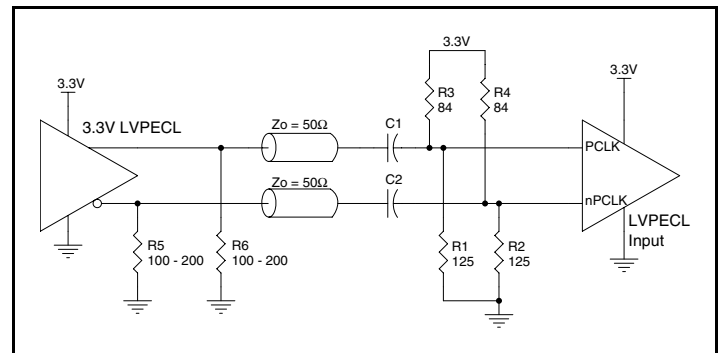 3.3V
3.3V LVPECL
Zo = 50Ω
C1
3.3V
R3
84
R4
84
3.3V
PCLK
Zo = 50Ω
C2
nPCLK
LVPECL
Input
R5
100 - 200
R6
100 - 200
R1
125
R2
125